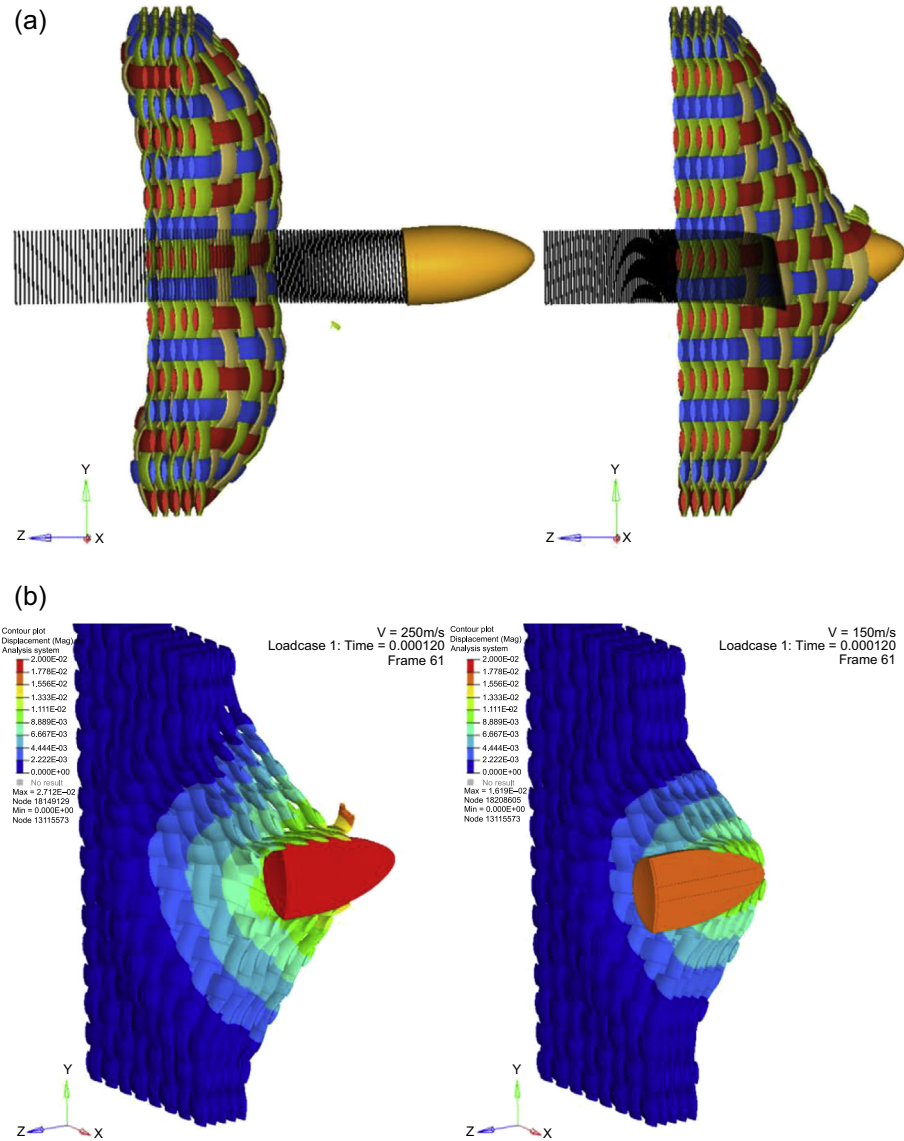 (a)
Y
Z
X
Y
Z
X
(b)
Contour plot
Displacement (Mag)
Analysis system
2.000E-02
1.778E-02
1.556E-02
1.333E-02
1.111E-02
8.889E-03
6.667E-03
4.444E-03
2.222E-03
0.000E+00
No result
Max = 2.712E-02
Node 18149129
Min = 0.000E+00
Node 13115573
V = 250m/s
Loadcase 1: Time = 0.000120
Frame 61
Y
Z
X
Contour plot
Displacement (Mag)
Analysis system
2.000E-02
1.778E-02
1.556E-02
1.333E-02
1.111E-02
8.889E-03
6.667E-03
4.444E-03
2.222E-03
0.000E+00
No result
Max = 1.619E-02
Node 18208605
Min = 0.000E+00
Node 13115573
V = 150m/s
Loadcase 1: Time = 0.000120
Frame 61
Y
Z
X